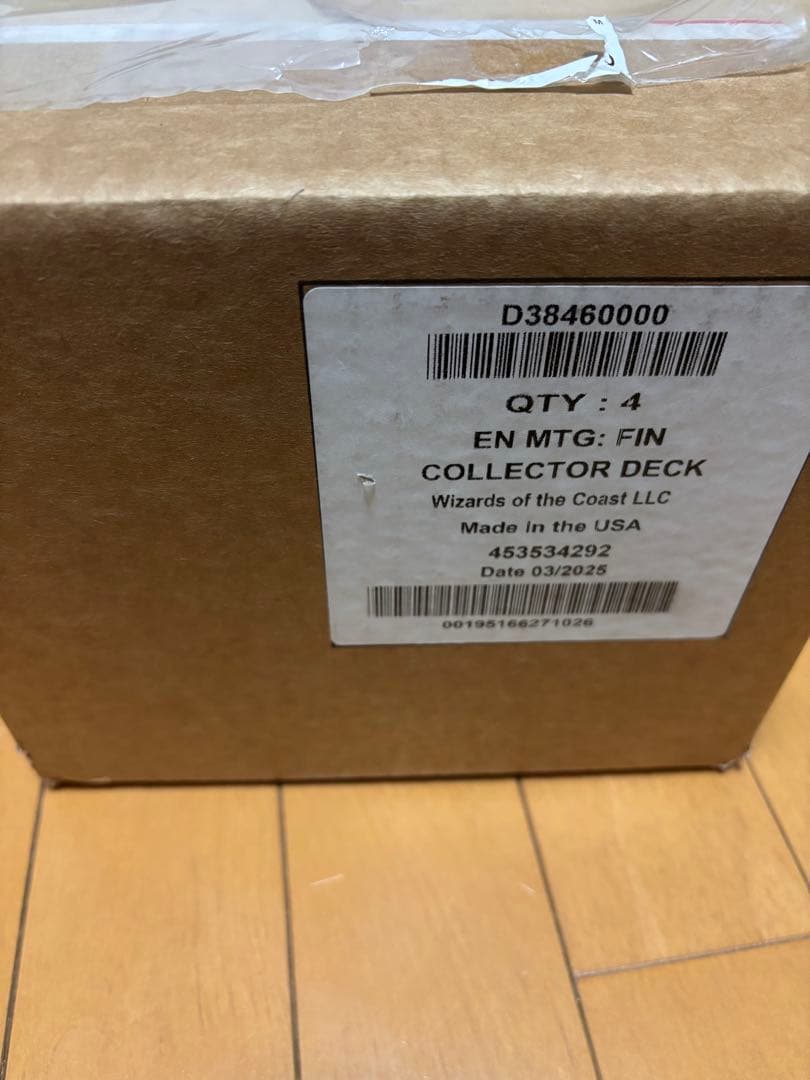 M
D38460000
QTY : 4
EN MTG: FIN
COLLECTOR DECK
Wizards of the Coast LLC
Made in the USA
453534292
Date 03/2025
00195166271026